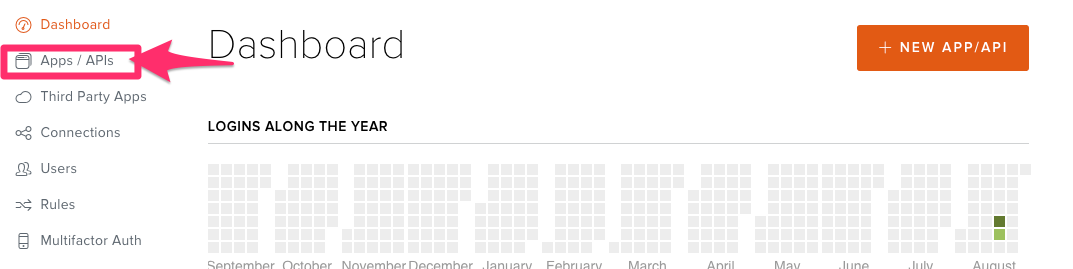 Dashboard
Apps / APIs
Third Party Apps
Connections
Users
Rules
Multifactor Auth
Dashboard
+ NEW APP/API
LOGINS ALONG THE YEAR
September October November December January February March April May June July August